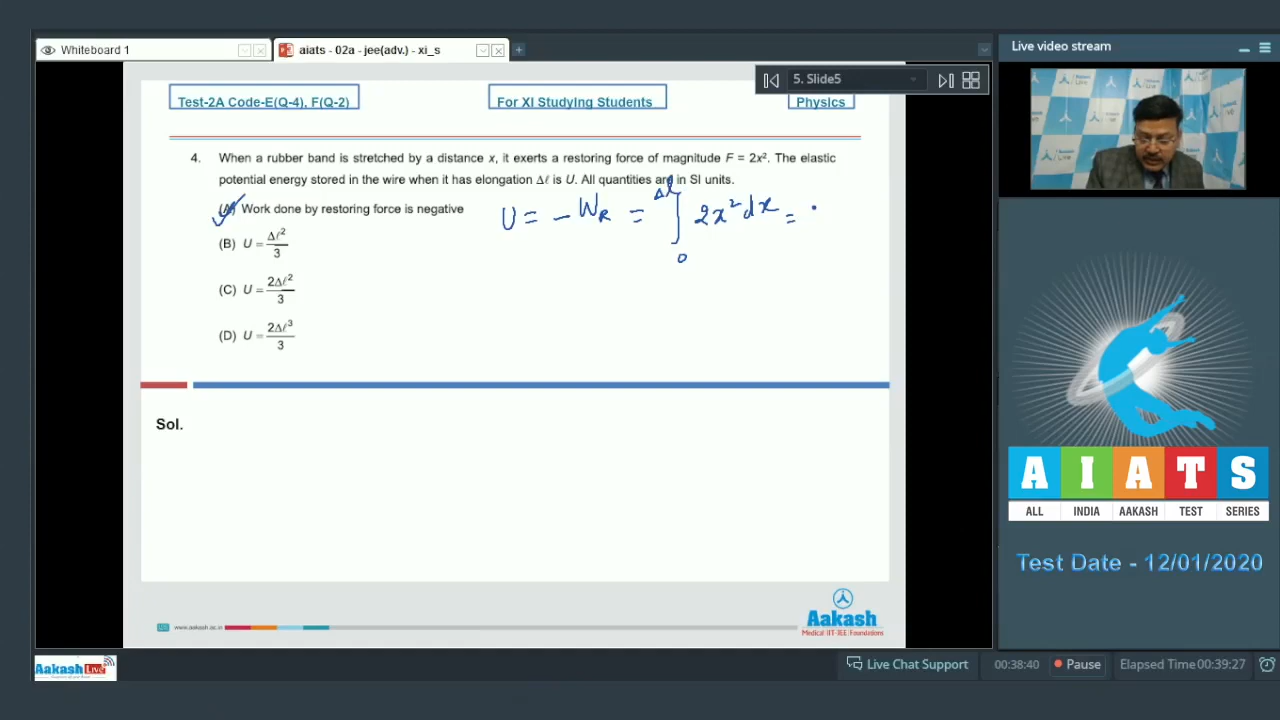 Whiteboard 1
aiats - 02a - jee(adv.) - xi_s
Live video stream
5. Slide5
Test-2A Code-E(Q-4), F(Q-2)
For XI Studying Students
Physics
4. When a rubber band is stretched by a distance x, it exerts a restoring force of magnitude F = 2x². The elastic
potential energy stored in the wire when it has elongation Δℓ is U. All quantities are in SI units.
(A) Work done by restoring force is negative
U = - W_R = ∫₀^Δl 2x² dx =
(B) U = Δℓ²/3
(C) U = 2Δℓ²/3
(D) U = 2Δℓ³/3
Sol.
www.aakash.ac.in
Aakash
Medical|IIT-JEE|Foundations
A I A T S
ALL INDIA AAKASH TEST SERIES
Test Date - 12/01/2020
Aakash Live
Live Chat Support
00:38:40
Pause
Elapsed Time 00:39:27